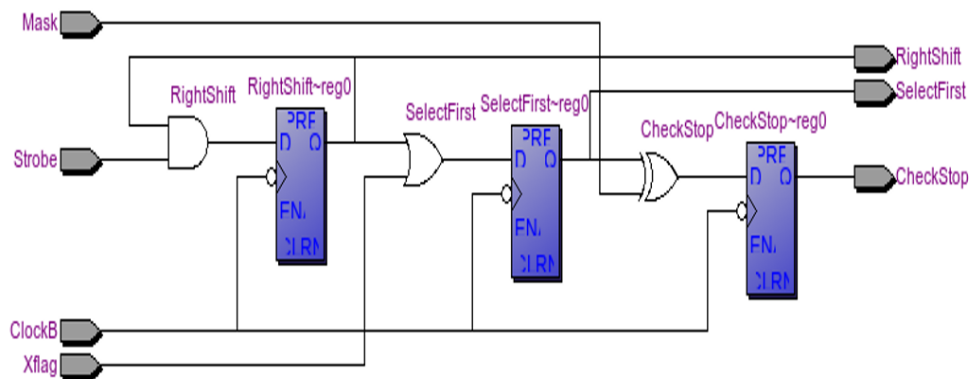 Mask
RightShift
RightShift
RightShift~reg0
SelectFirst
SelectFirst~reg0
SelectFirst
CheckStop
CheckStop~reg0
Strobe
D
PRE
Q
ENA
CLRN
D
PRE
Q
ENA
CLRN
D
PRE
Q
ENA
CLRN
CheckStop
ClockB
Xflag